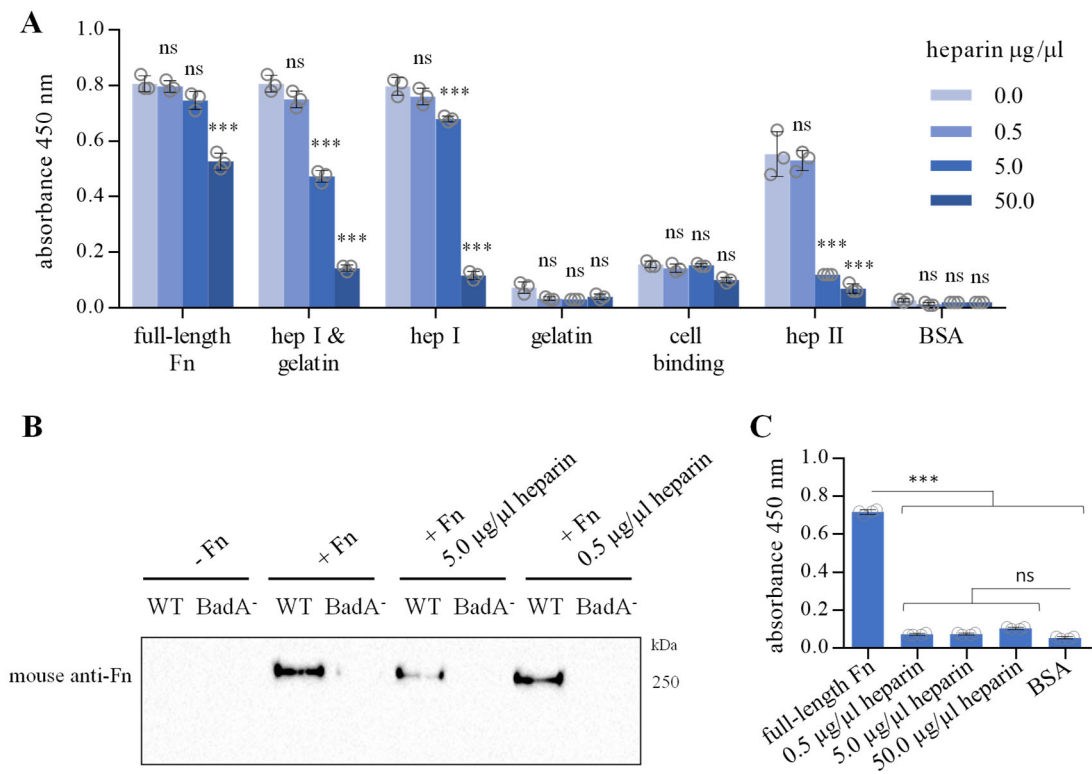 A
absorbance 450 nm
1.0
0.8
0.6
0.4
0.2
0.0
ns
ns
***
ns
***
***
ns
***
***
ns
ns
ns
ns
ns
ns
ns
***
***
ns
ns
ns
heparin µg/µl
0.0
0.5
5.0
50.0
full-length
Fn
hep I &
gelatin
hep I
gelatin
cell
binding
hep II
BSA
B
- Fn
+ Fn
+ Fn
5.0 µg/µl heparin
+ Fn
0.5 µg/µl heparin
WT BadA-
WT BadA-
WT BadA-
WT BadA-
mouse anti-Fn
kDa
250
C
absorbance 450 nm
1.0
0.8
0.6
0.4
0.2
0.0
***
ns
full-length Fn
0.5 µg/µl heparin
5.0 µg/µl heparin
50.0 µg/µl heparin
BSA